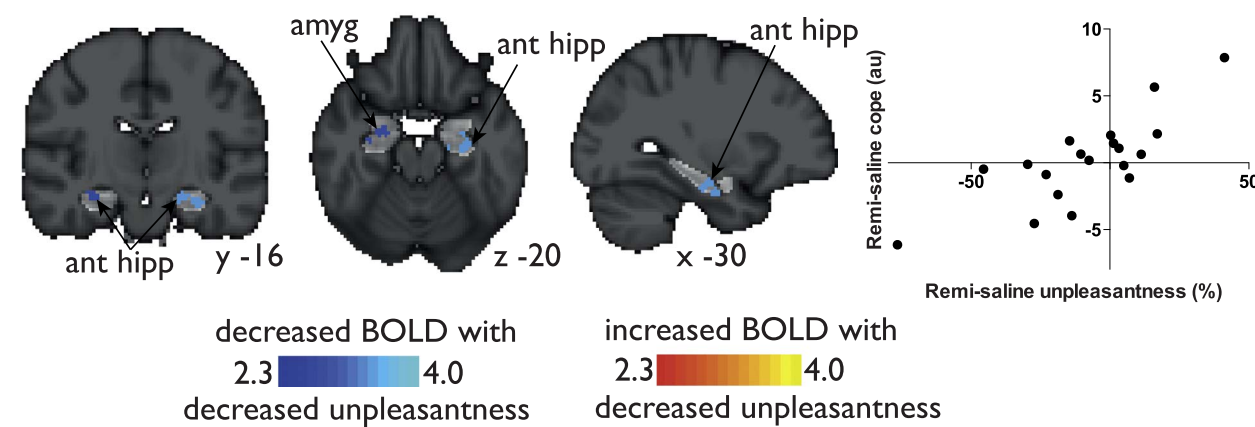 amyg
ant hipp
ant hipp
ant hipp
y -16
z -20
x -30
Remi-saline cope (au)
10
5
-5
-50
50
Remi-saline unpleasantness (%)
decreased BOLD with
2.3
4.0
decreased unpleasantness
increased BOLD with
2.3
4.0
decreased unpleasantness